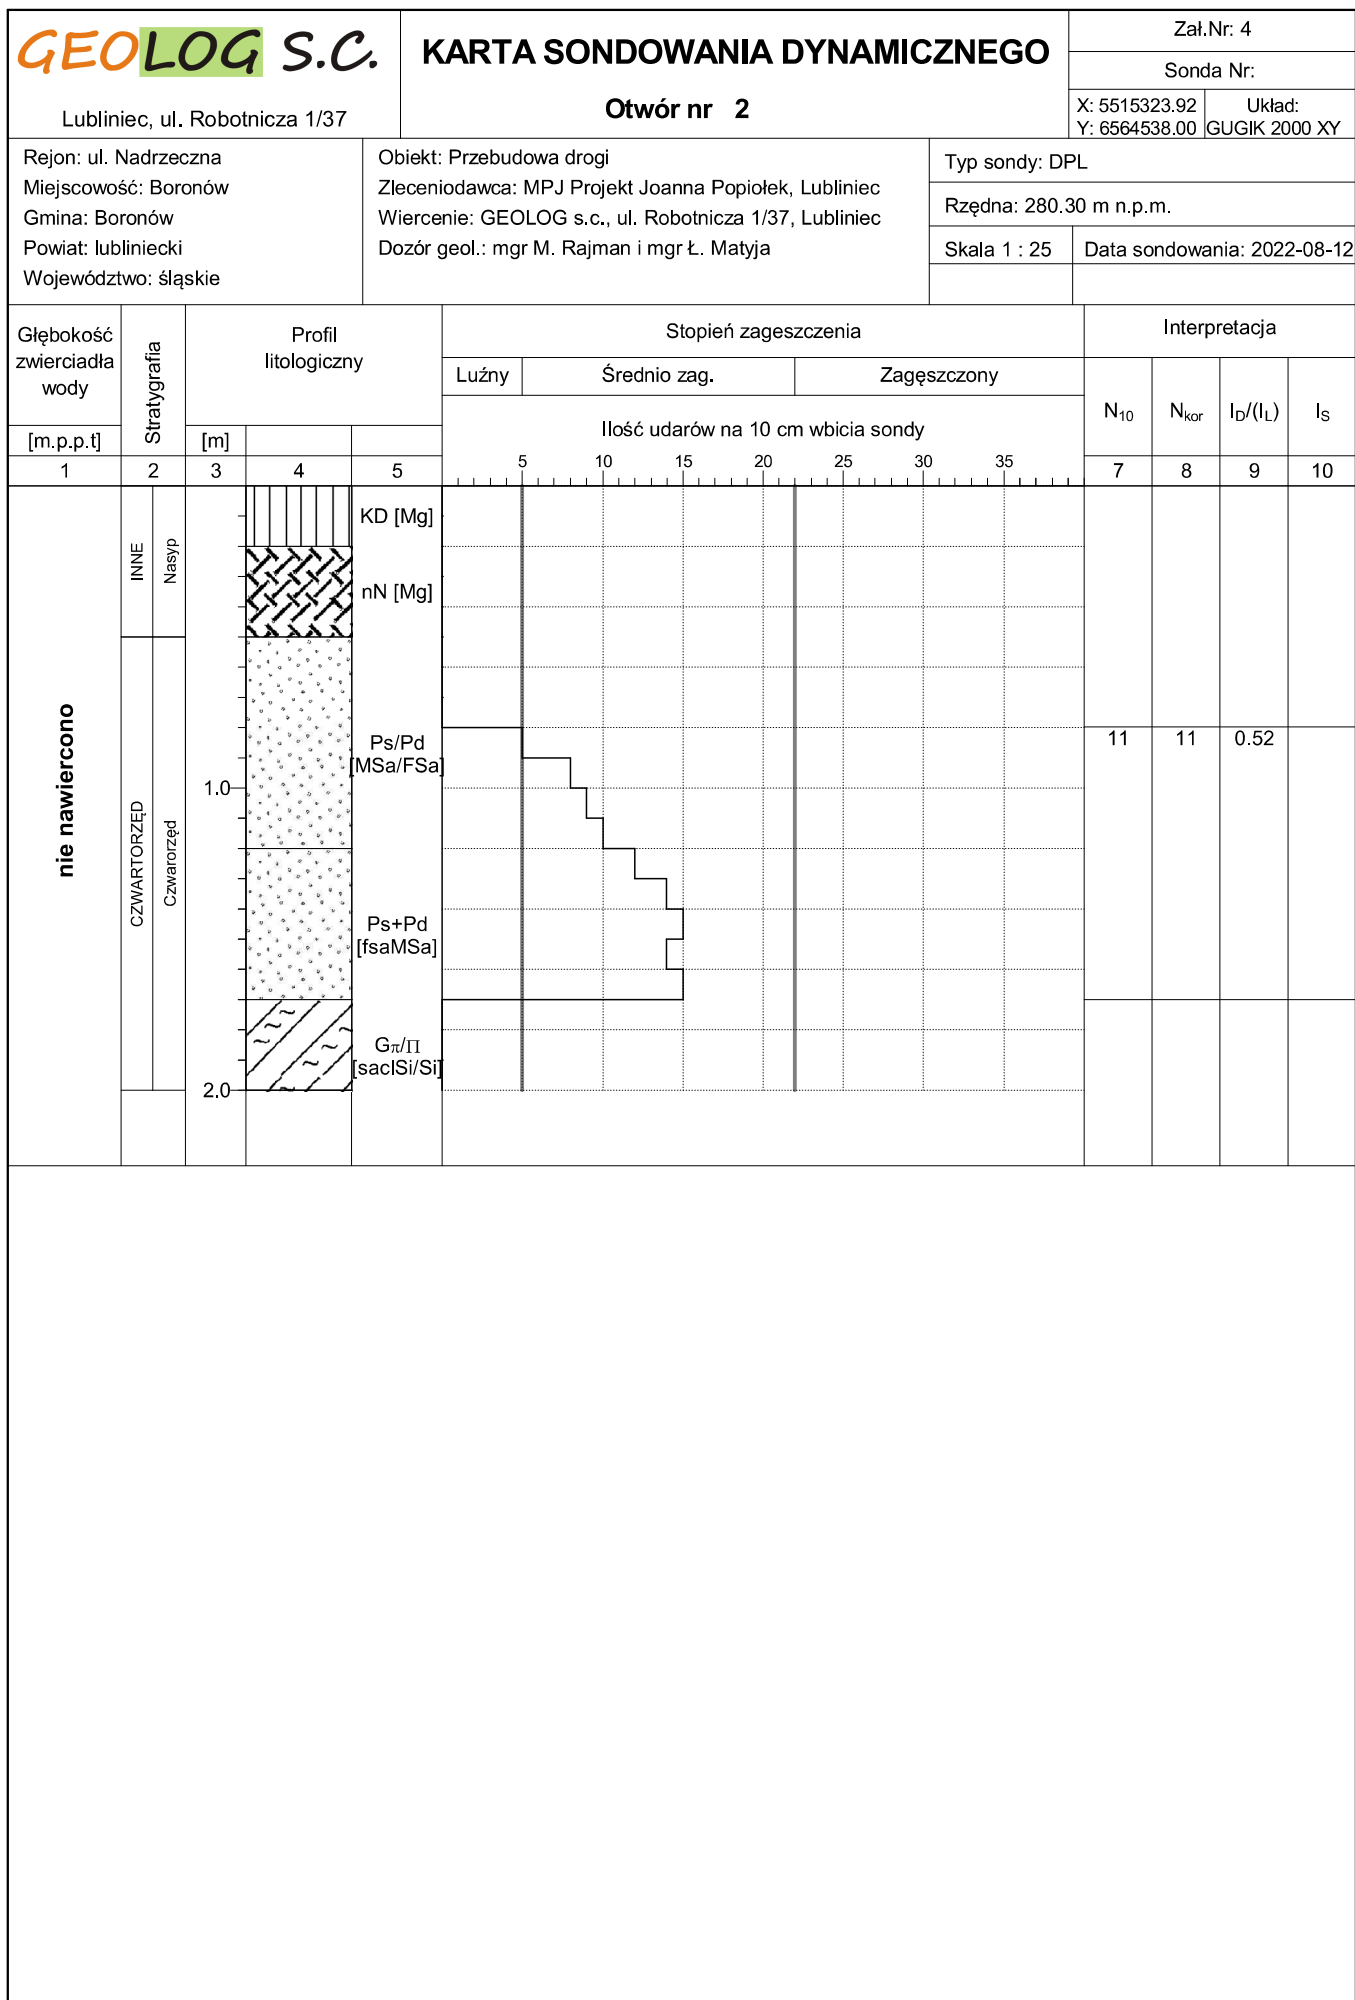 GEOLOG S.C.
Lubliniec, ul. Robotnicza 1/37
KARTA SONDOWANIA DYNAMICZNEGO
Otwór nr 2
Zał.Nr: 4
Sonda Nr:
X: 5515323.92
Y: 6564538.00
Układ:
GUGIK 2000 XY
Rejon: ul. Nadrzeczna
Miejscowość: Boronów
Gmina: Boronów
Powiat: lubliniecki
Województwo: śląskie
Obiekt: Przebudowa drogi
Zleceniodawca: MPJ Projekt Joanna Popiołek, Lubliniec
Wiercenie: GEOLOG s.c., ul. Robotnicza 1/37, Lubliniec
Dozór geol.: mgr M. Rajman i mgr Ł. Matyja
Typ sondy: DPL
Rzędna: 280.30 m n.p.m.
Skala 1 : 25
Data sondowania: 2022-08-12
Głębokość
zwierciadła
wody
[m.p.p.t]
Stratygrafia
Profil
litologiczny
[m]
Stopień zageszczenia
Luźny
Średnio zag.
Zagęszczony
Ilość udarów na 10 cm wbicia sondy
5 10 15 20 25 30 35
Interpretacja
N10
Nkor
ID/(IL)
IS
1 2 3 4 5 7 8 9 10
nie nawiercono
INNE
Nasyp
CZWARTORZĘD
Czwarorzęd
1.0
2.0
KD [Mg]
nN [Mg]
Ps/Pd
[MSa/FSa]
Ps+Pd
[fsaMSa]
Gπ/Π
[saclSi/Si]
11 11 0.52